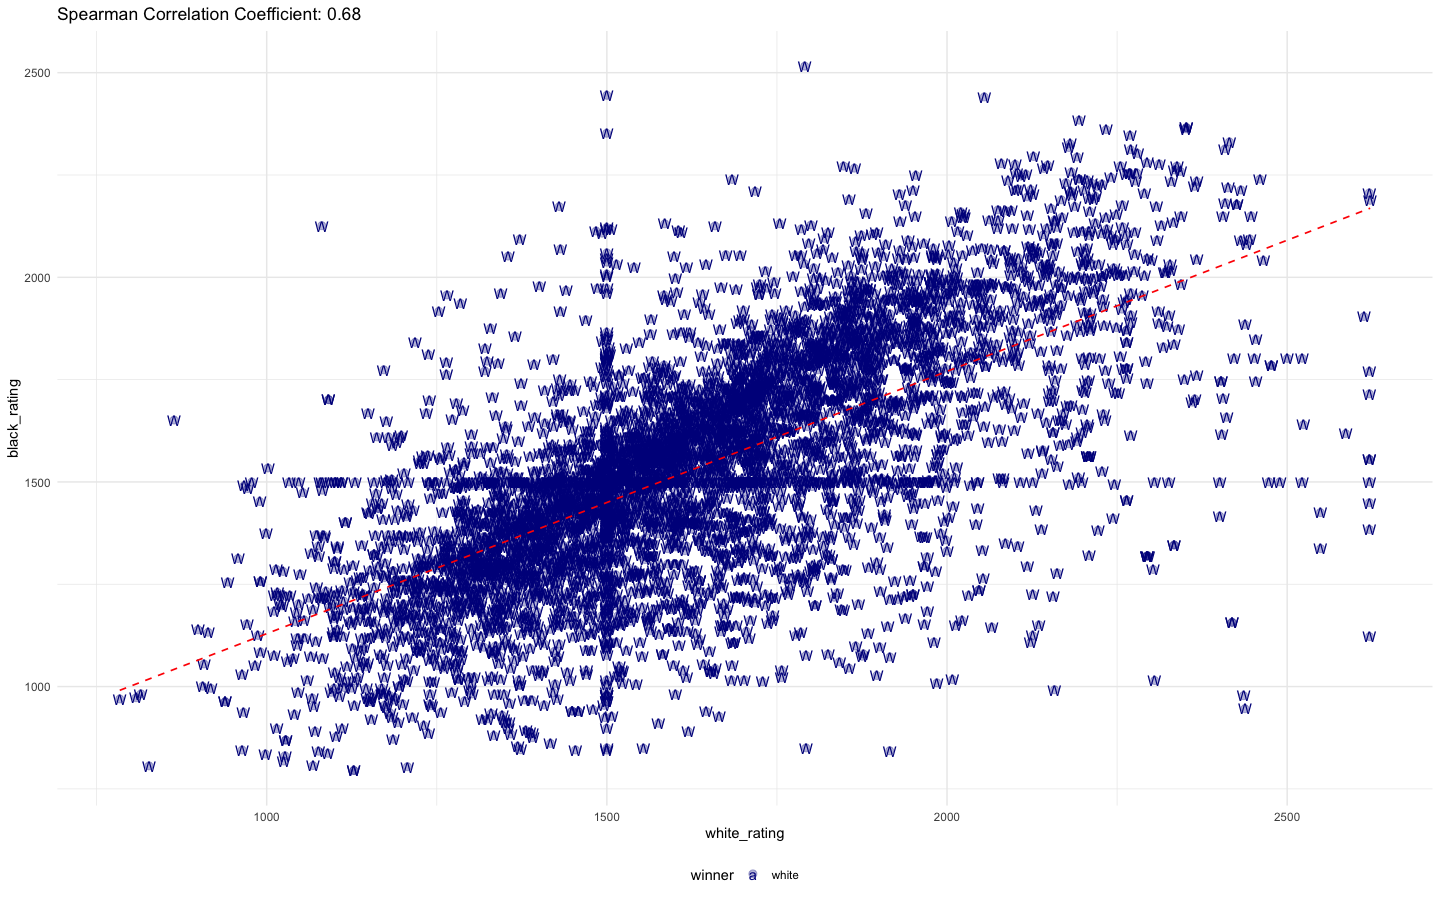 Spearman Correlation Coefficient: 0.68
2500
2000
1500
1000
black_rating
1000 1500 2000 2500
white_rating
winner a white